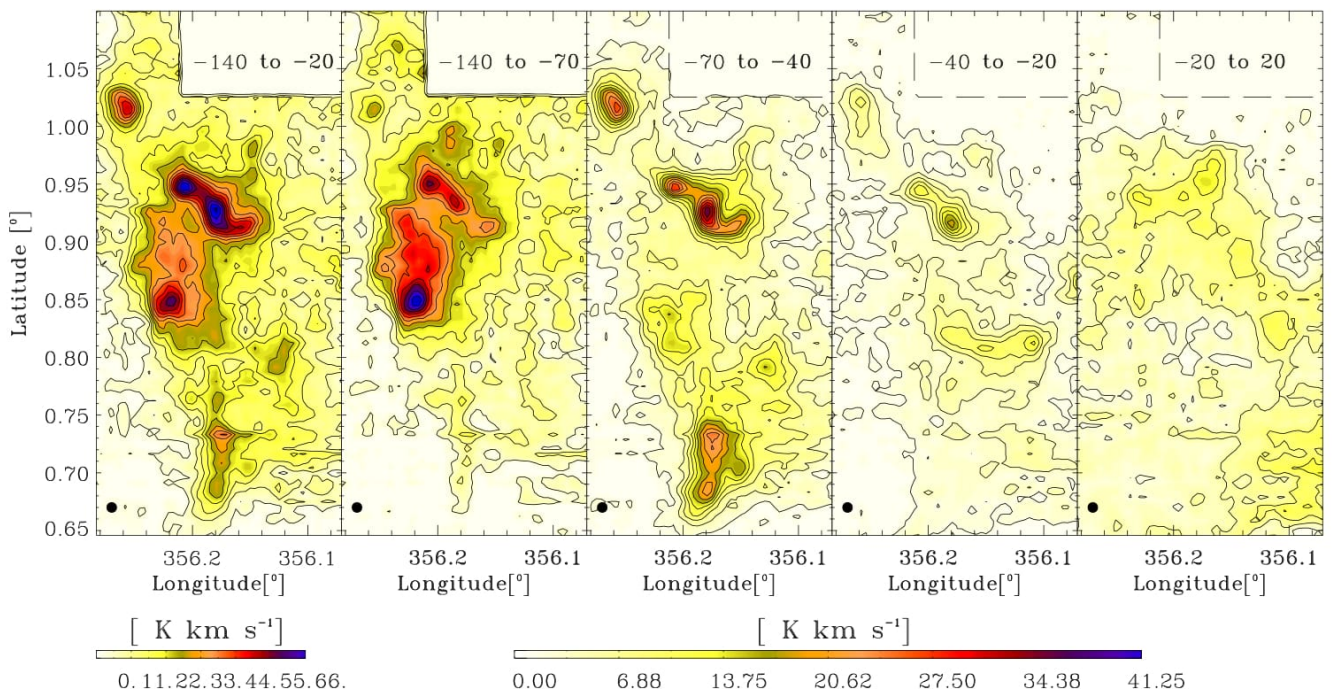 −140 to −20 −140 to −70 −70 to −40 −40 to −20 −20 to 20
1.05
1.00
0.95
0.90
0.85
0.80
0.75
0.70
0.65
Latitude [°]
356.2 356.1 356.2 356.1 356.2 356.1 356.2 356.1 356.2 356.1
Longitude[°] Longitude[°] Longitude[°] Longitude[°] Longitude[°]
[ K km s⁻¹] [ K km s⁻¹]
0.11.22.33.44.55.66. 0.00 6.88 13.75 20.62 27.50 34.38 41.25